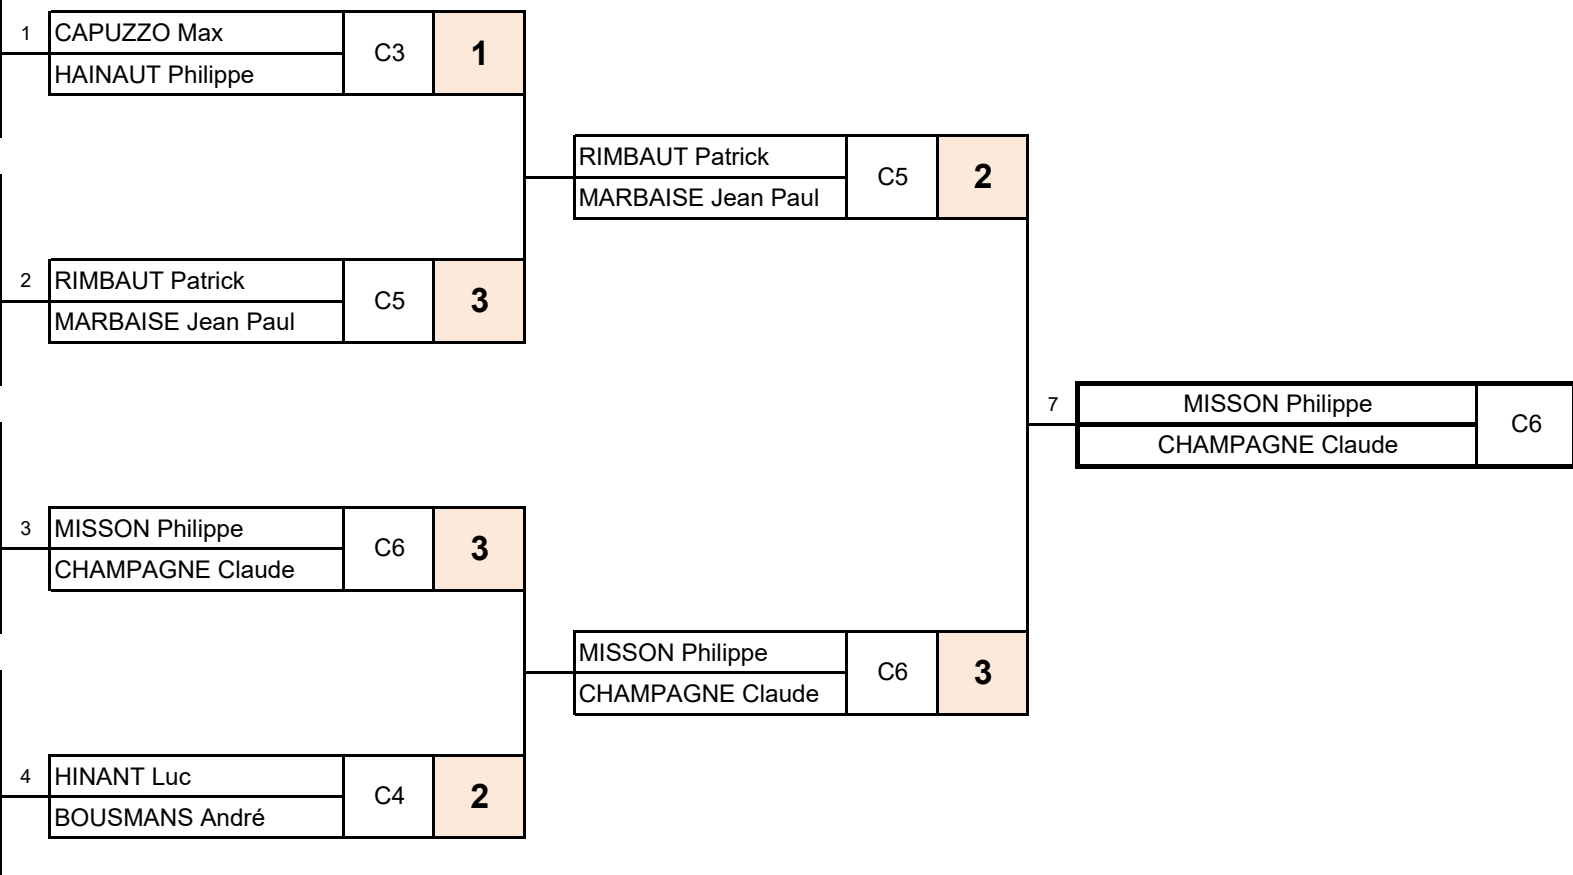 1
CAPUZZO Max
HAINAUT Philippe
C3
1
RIMBAUT Patrick
MARBAISE Jean Paul
C5
2
2
RIMBAUT Patrick
MARBAISE Jean Paul
C5
3
7
MISSON Philippe
CHAMPAGNE Claude
C6
3
MISSON Philippe
CHAMPAGNE Claude
C6
3
MISSON Philippe
CHAMPAGNE Claude
C6
3
4
HINANT Luc
BOUSMANS André
C4
2